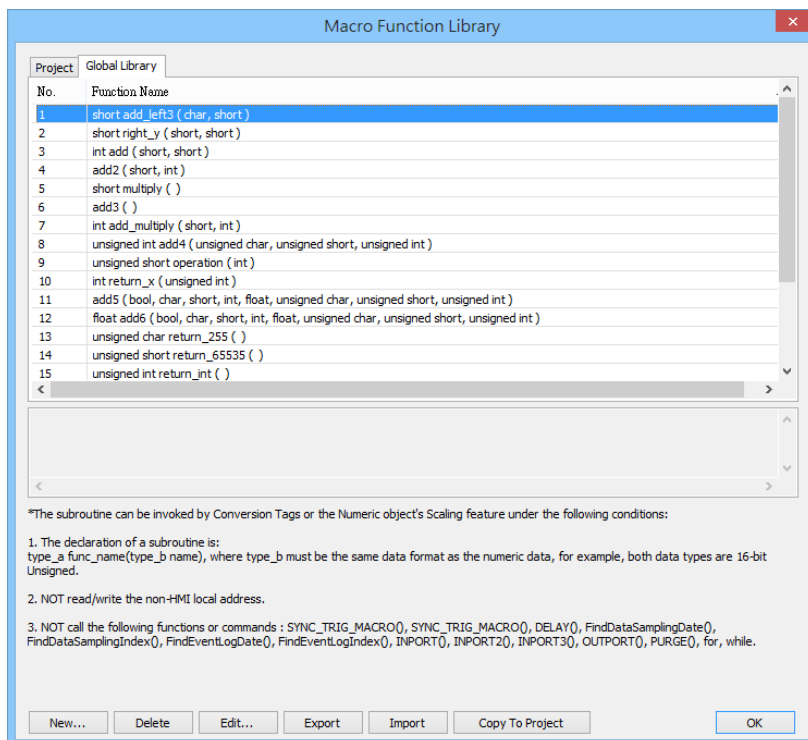 Macro Function Library
Project Global Library
No. Function Name
1 short add_left3 ( char, short )
2 short right_y ( short, short )
3 int add ( short, short )
4 add2 ( short, int )
5 short multiply ( )
6 add3 ( )
7 int add_multiply ( short, int )
8 unsigned int add4 ( unsigned char, unsigned short, unsigned int )
9 unsigned short operation ( int )
10 int return_x ( unsigned int )
11 add5 ( bool, char, short, int, float, unsigned char, unsigned short, unsigned int )
12 float add6 ( bool, char, short, int, float, unsigned char, unsigned short, unsigned int )
13 unsigned char return_255 ( )
14 unsigned short return_65535 ( )
15 unsigned int return_int ( )
*The subroutine can be invoked by Conversion Tags or the Numeric object's Scaling feature under the following conditions:
1. The declaration of a subroutine is:
type_a func_name(type_b name), where type_b must be the same data format as the numeric data, for example, both data types are 16-bit
Unsigned.
2. NOT read/write the non-HMI local address.
3. NOT call the following functions or commands : SYNC_TRIG_MACRO(), SYNC_TRIG_MACRO(), DELAY(), FindDataSamplingDate(),
FindDataSamplingIndex(), FindEventLogDate(), FindEventLogIndex(), INPORT(), INPORT2(), INPORT3(), OUTPORT(), PURGE(), for, while.
New... Delete Edit... Export Import Copy To Project OK